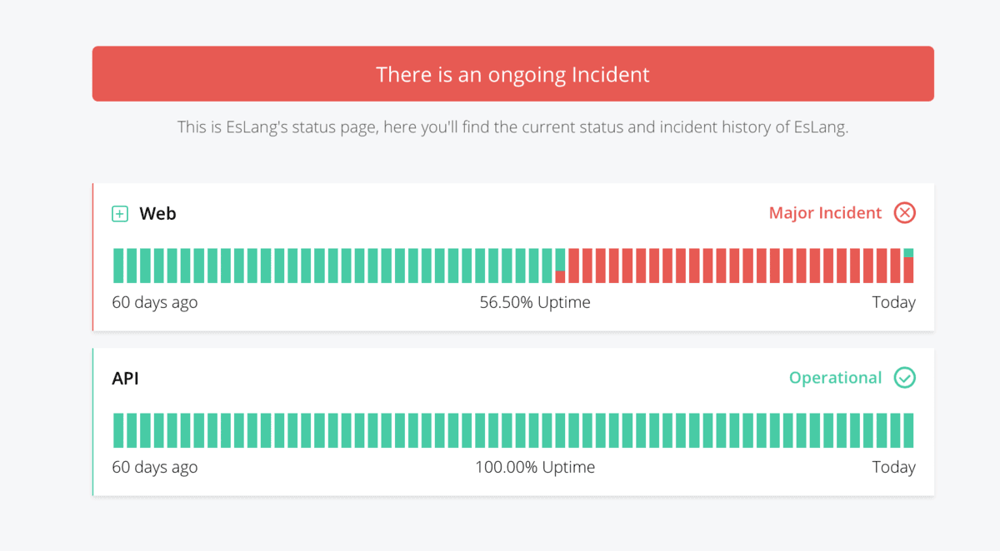 There is an ongoing Incident
This is EsLang's status page, here you'll find the current status and incident history of EsLang.
Web
Major Incident
60 days ago
56.50% Uptime
Today
API
Operational
60 days ago
100.00% Uptime
Today